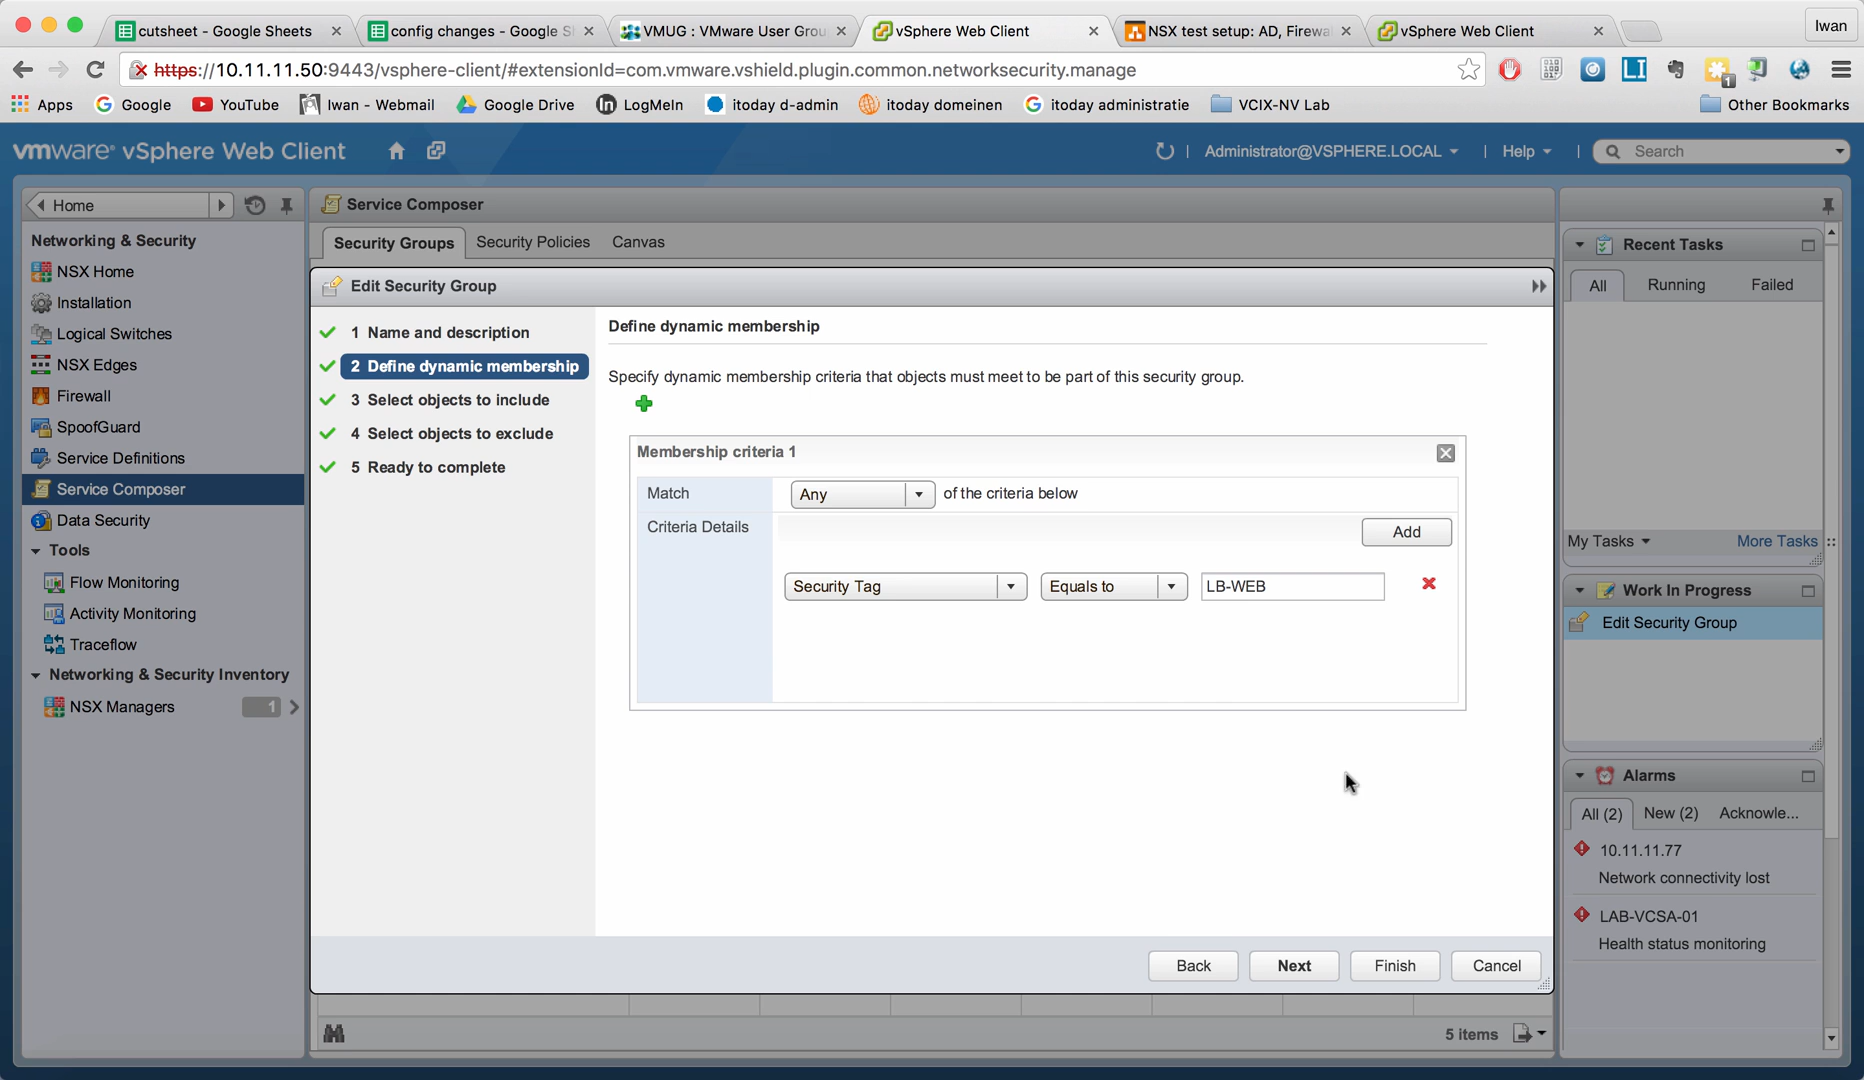 cutsheet - Google Sheets
config changes - Google S
VMUG : VMware User Grou
vSphere Web Client
NSX test setup: AD, Firewa
vSphere Web Client
Iwan
https://10.11.11.50:9443/vsphere-client/#extensionId=com.vmware.vshield.plugin.common.networksecurity.manage
Apps
Google
YouTube
Iwan - Webmail
Google Drive
LogMeIn
itoday d-admin
itoday domeinen
itoday administratie
VCIX-NV Lab
Other Bookmarks
vmware vSphere Web Client
Administrator@VSPHERE.LOCAL
Help
Search
Home
Networking & Security
NSX Home
Installation
Logical Switches
NSX Edges
Firewall
SpoofGuard
Service Definitions
Service Composer
Data Security
Tools
Flow Monitoring
Activity Monitoring
Traceflow
Networking & Security Inventory
NSX Managers 1
Service Composer
Security Groups
Security Policies
Canvas
Edit Security Group
1 Name and description
2 Define dynamic membership
3 Select objects to include
4 Select objects to exclude
5 Ready to complete
Define dynamic membership
Specify dynamic membership criteria that objects must meet to be part of this security group.
Membership criteria 1
Match
Any
of the criteria below
Criteria Details
Add
Security Tag
Equals to
LB-WEB
Back
Next
Finish
Cancel
5 items
Recent Tasks
All
Running
Failed
My Tasks
More Tasks
Work In Progress
Edit Security Group
Alarms
All (2)
New (2)
Acknowle...
10.11.11.77
Network connectivity lost
LAB-VCSA-01
Health status monitoring